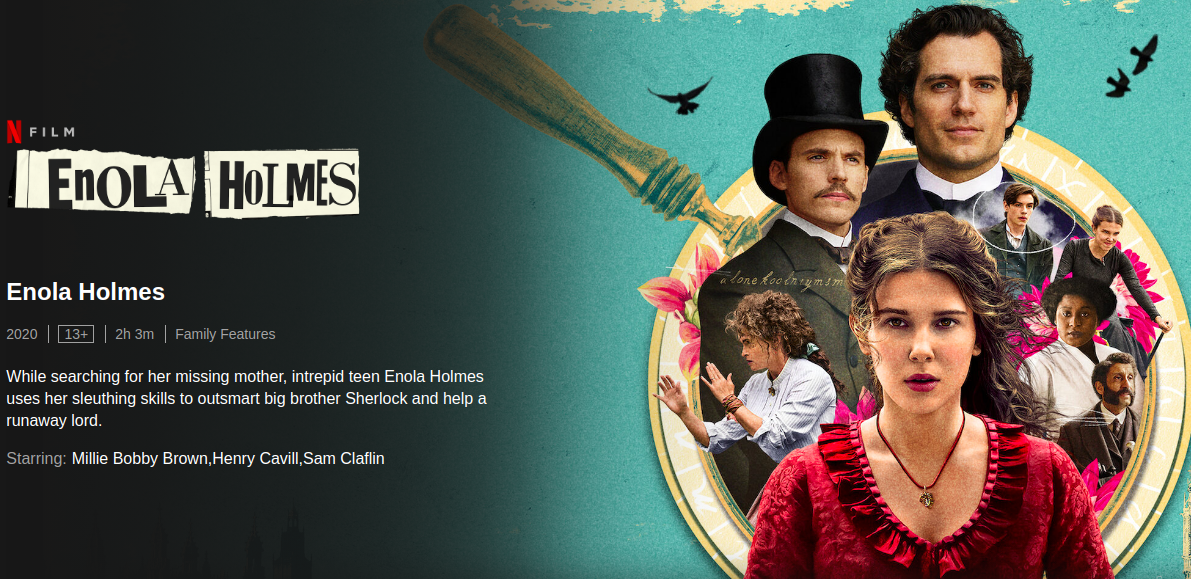 N FILM
ENOLA HOLMES
Enola Holmes
2020 | 13+ | 2h 3m | Family Features
While searching for her missing mother, intrepid teen Enola Holmes
uses her sleuthing skills to outsmart big brother Sherlock and help a
runaway lord.
Starring: Millie Bobby Brown,Henry Cavill,Sam Claflin